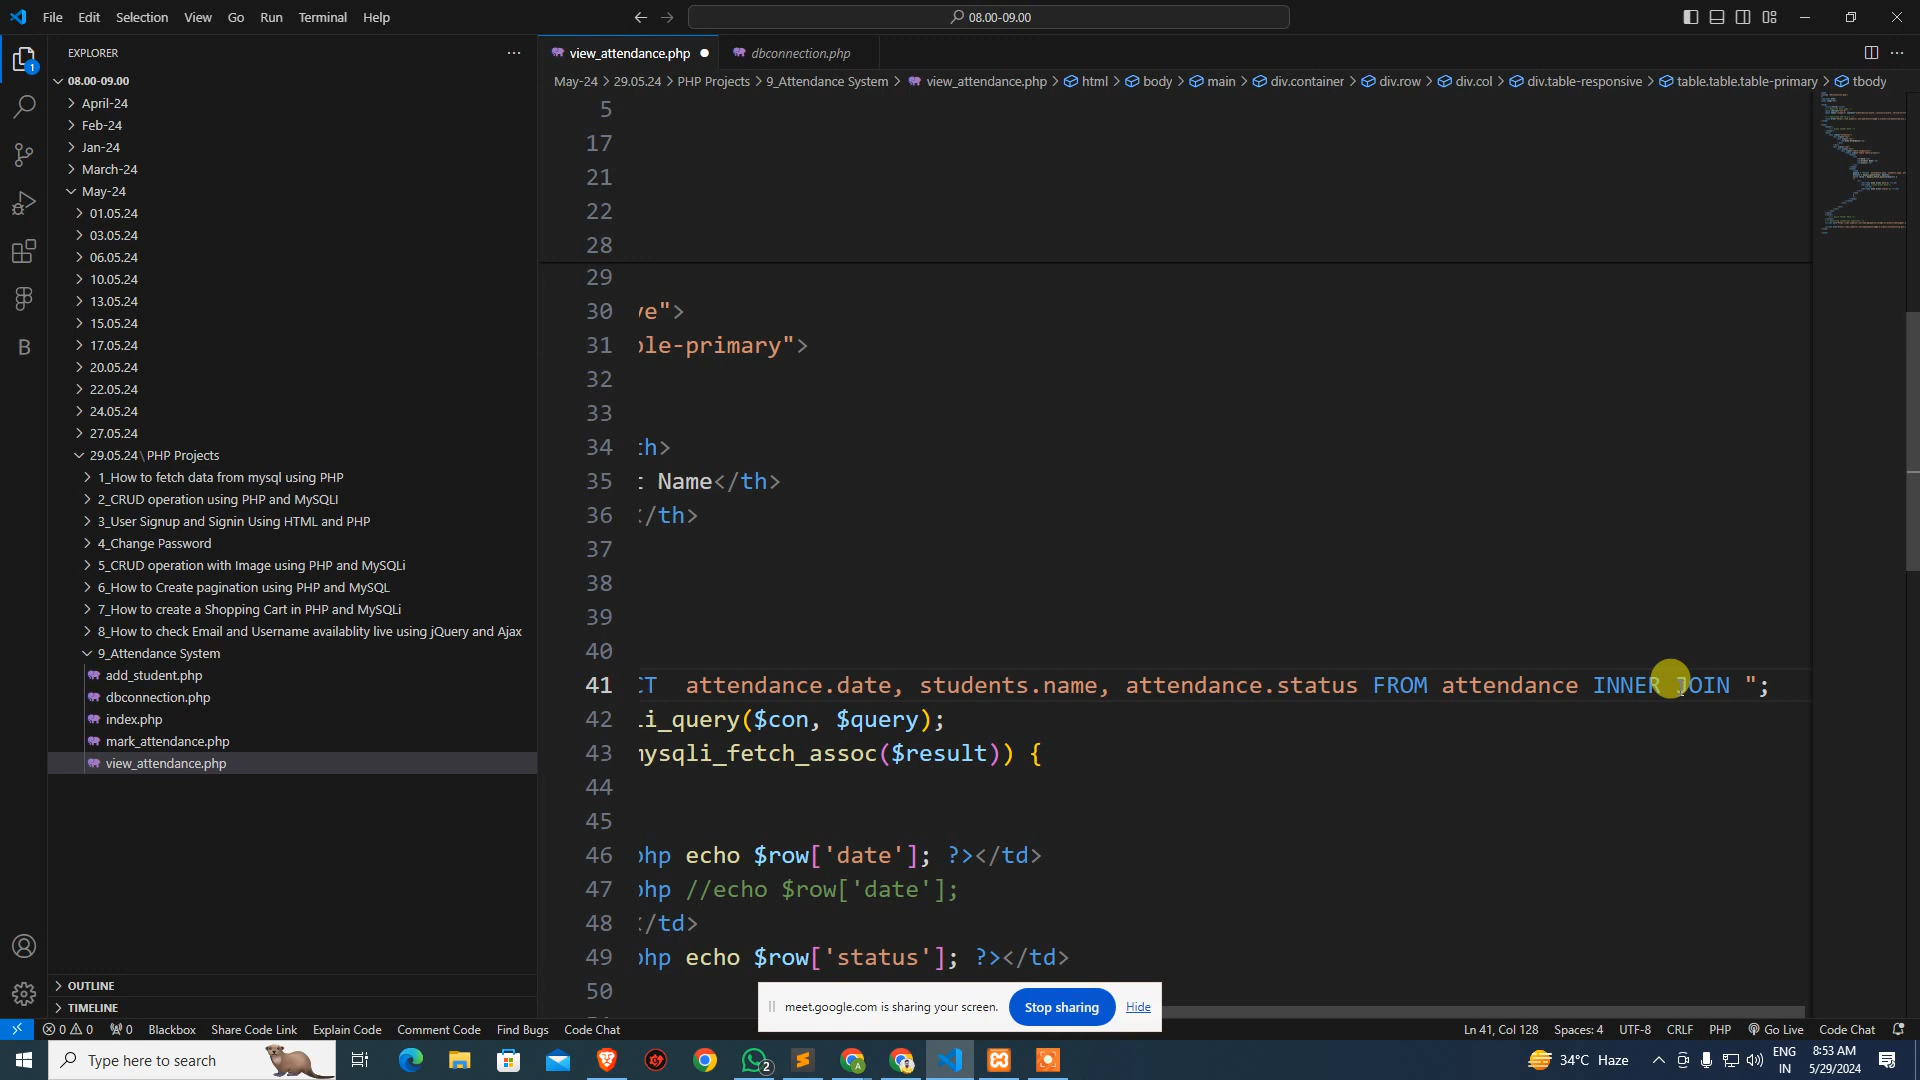 File Edit Selection View Go Run Terminal Help
08.00-09.00
EXPLORER
view_attendance.php
dbconnection.php
May-24 > 29.05.24 > PHP Projects > 9_Attendance System > view_attendance.php > html > body > main > div.container > div.row > div.col > div.table-responsive > table.table.table-primary > tbody
08.00-09.00
April-24
Feb-24
Jan-24
March-24
May-24
01.05.24
03.05.24
06.05.24
10.05.24
13.05.24
15.05.24
17.05.24
20.05.24
22.05.24
24.05.24
27.05.24
29.05.24\PHP Projects
1_How to fetch data from mysql using PHP
2_CRUD operation using PHP and MySQLI
3_User Signup and Signin Using HTML and PHP
4_Change Password
5_CRUD operation with Image using PHP and MySQLi
6_How to Create pagination using PHP and MySQL
7_How to create a Shopping Cart in PHP and MySQLi
8_How to check Email and Username availablity live using jQuery and Ajax
9_Attendance System
add_student.php
dbconnection.php
index.php
mark_attendance.php
view_attendance.php
OUTLINE
TIMELINE
5
17
21
22
28
29
30 ve">
31 ble-primary">
32
33
34 th>
35 t Name</th>
36 </th>
37
38
39
40
41 CT  attendance.date, students.name, attendance.status FROM attendance INNER JOIN ";
42 li_query($con, $query);
43 mysqli_fetch_assoc($result)) {
44
45
46 php echo $row['date']; ?></td>
47 php //echo $row['date'];
48 </td>
49 php echo $row['status']; ?></td>
50
meet.google.com is sharing your screen. Stop sharing Hide
0 0 0 Blackbox Share Code Link Explain Code Comment Code Find Bugs Code Chat Ln 41, Col 128 Spaces: 4 UTF-8 CRLF PHP Go Live Code Chat
Type here to search
2
34°C Haze
ENG
IN
8:53 AM
5/29/2024